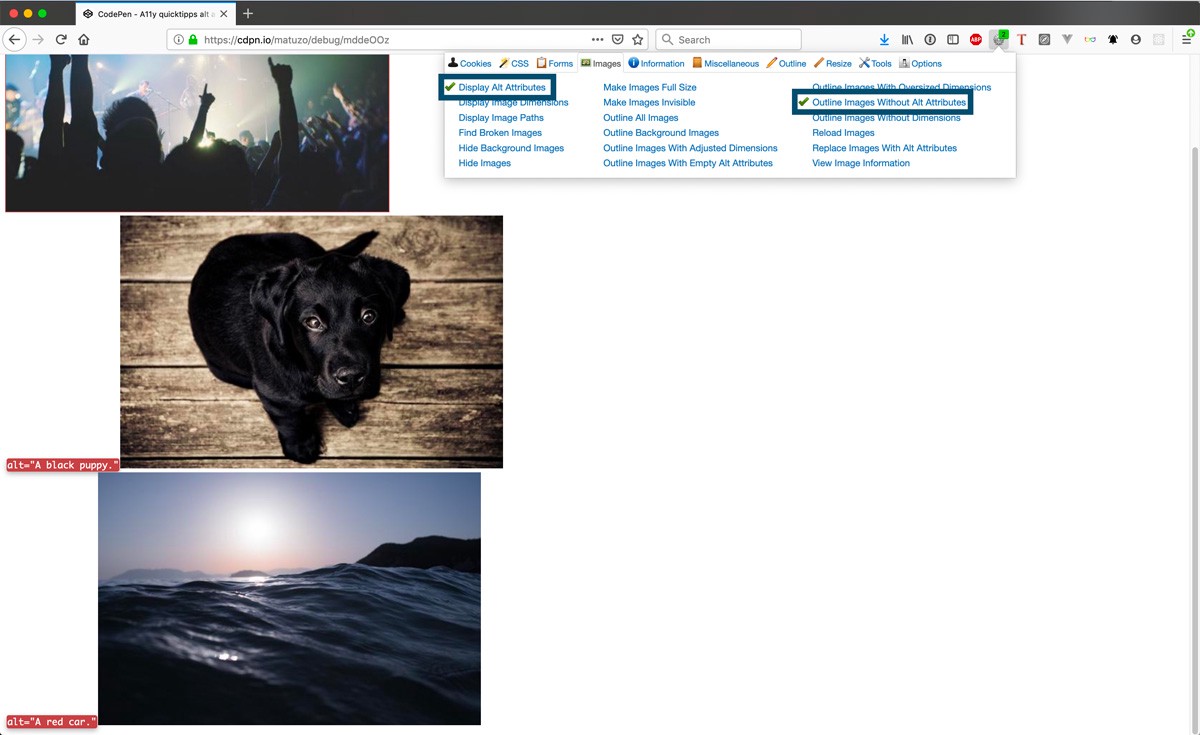 CodePen - A11y quicktipps alt a
https://cdpn.io/matuzo/debug/mddeOOz
Search
ABP
2
T
Cookies CSS Forms Images Information Miscellaneous Outline Resize Tools Options
Display Alt Attributes
Display Image Dimensions
Display Image Paths
Find Broken Images
Hide Background Images
Hide Images
Make Images Full Size
Make Images Invisible
Outline All Images
Outline Background Images
Outline Images With Adjusted Dimensions
Outline Images With Empty Alt Attributes
Outline Images With Oversized Dimensions
Outline Images Without Alt Attributes
Outline Images Without Dimensions
Reload Images
Replace Images With Alt Attributes
View Image Information
alt="A black puppy."
alt="A red car."